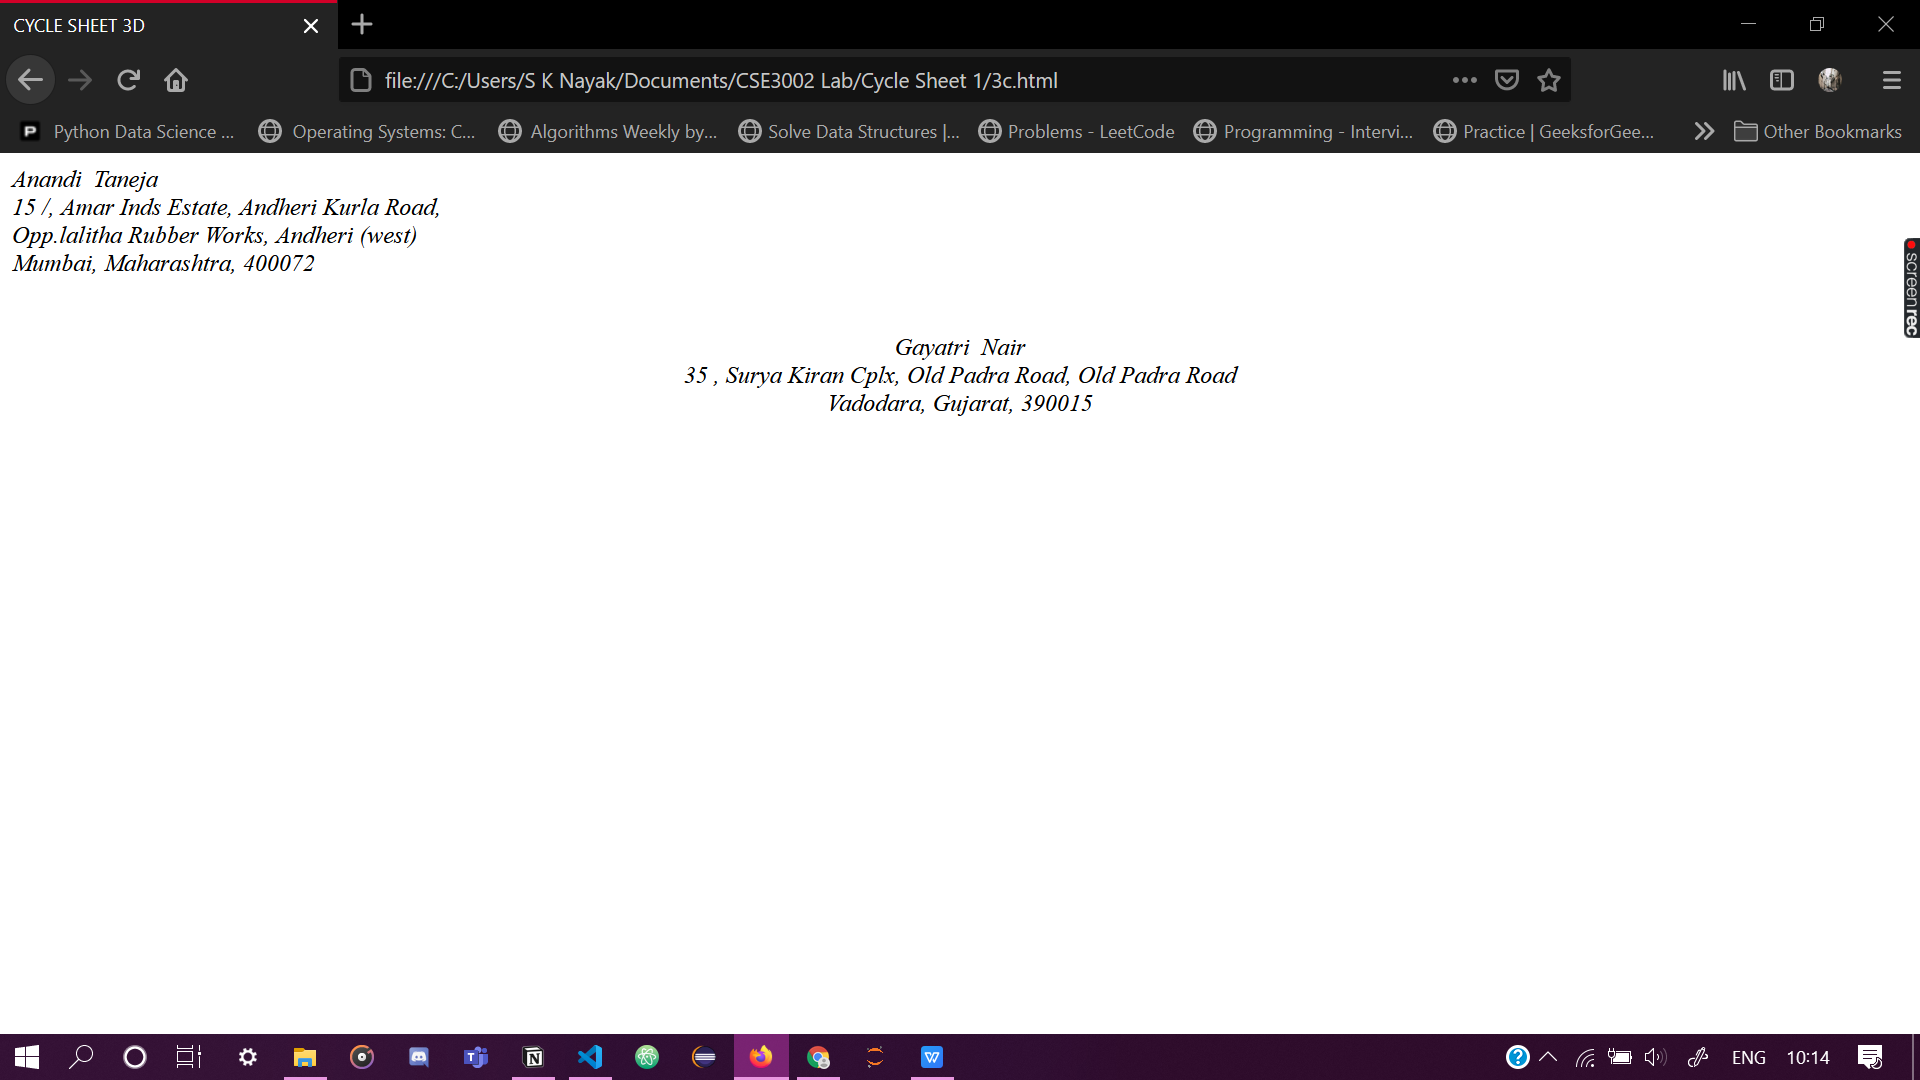 CYCLE SHEET 3D
file:///C:/Users/S K Nayak/Documents/CSE3002 Lab/Cycle Sheet 1/3c.html
Python Data Science ... Operating Systems: C... Algorithms Weekly by... Solve Data Structures |... Problems - LeetCode Programming - Intervi... Practice | GeeksforGee... Other Bookmarks
Anandi  Taneja
15 /, Amar Inds Estate, Andheri Kurla Road,
Opp.lalitha Rubber Works, Andheri (west)
Mumbai, Maharashtra, 400072
screenrec
Gayatri  Nair
35 , Surya Kiran Cplx, Old Padra Road, Old Padra Road
Vadodara, Gujarat, 390015
ENG 10:14